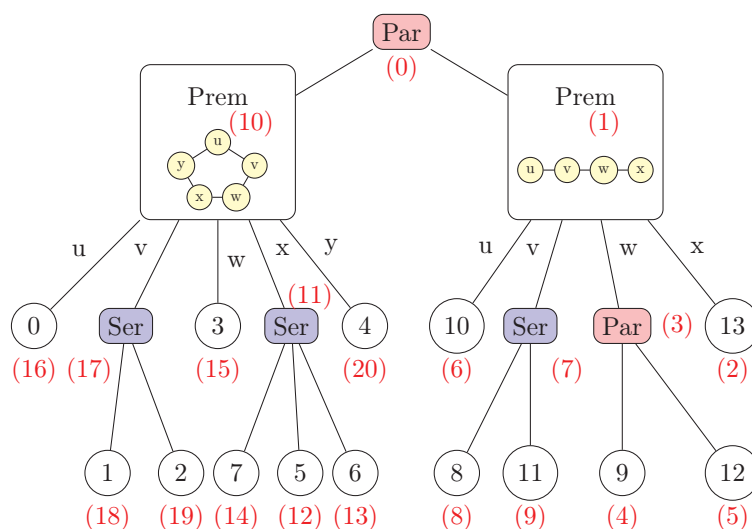 Par
(0)
Prem
(10)
u
y
v
x
w
Prem
(1)
u v w x
u v w x y
u v w x
0
(16)
Ser
(17)
3
(15)
Ser
(11)
4
(20)
10
(6)
Ser
(7)
Par
(3)
13
(2)
1 2 7 5 6 8 11 9 12
(18) (19) (14) (12) (13) (8) (9) (4) (5)